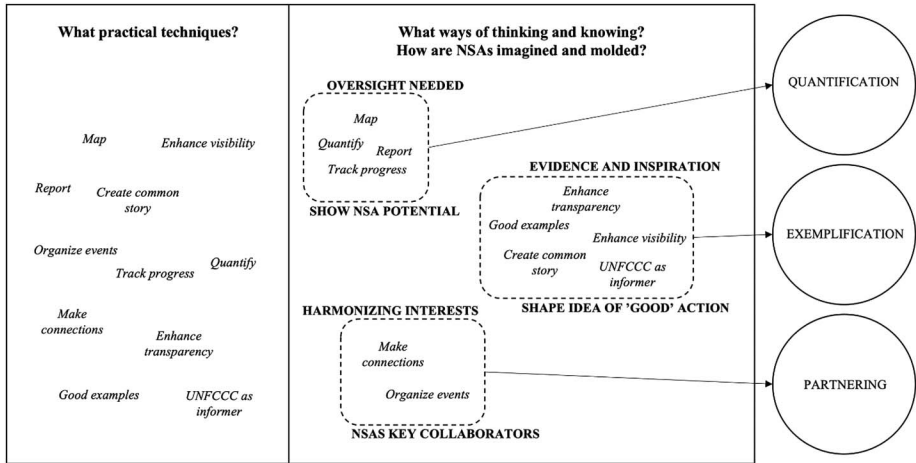 What practical techniques?
Map
Enhance visibility
Report
Create common
story
Organize events
Track progress
Quantify
Make
connections
Enhance
transparency
Good examples
UNFCCC as
informer
What ways of thinking and knowing?
How are NSAs imagined and molded?
OVERSIGHT NEEDED
Map
Quantify
Report
Track progress
SHOW NSA POTENTIAL
EVIDENCE AND INSPIRATION
Enhance
transparency
Good examples
Enhance visibility
Create common
story
UNFCCC as
informer
SHAPE IDEA OF 'GOOD' ACTION
HARMONIZING INTERESTS
Make
connections
Organize events
NSAS KEY COLLABORATORS
QUANTIFICATION
EXEMPLIFICATION
PARTNERING